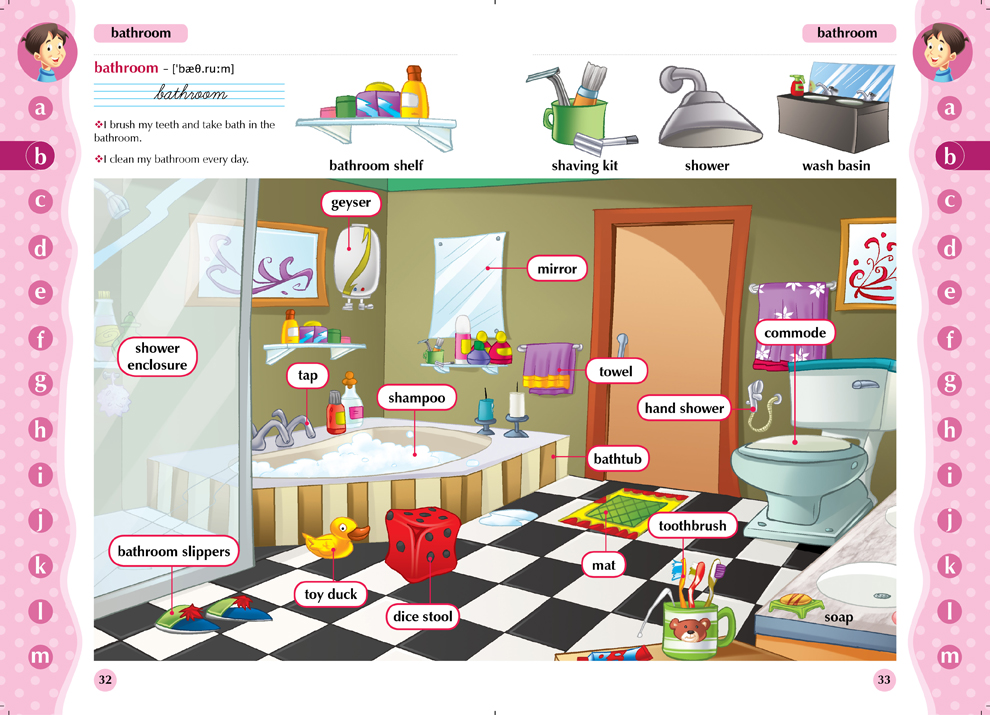 bathroom
bathroom
bathroom – ['bæθ.ruːm]
bathroom
❖I brush my teeth and take bath in the
bathroom.
❖I clean my bathroom every day.
bathroom shelf
shaving kit
shower
wash basin
a
b
c
d
e
f
g
h
i
j
k
l
m
geyser
mirror
shower
enclosure
tap
shampoo
towel
commode
hand shower
bathtub
bathroom slippers
toy duck
dice stool
mat
toothbrush
soap
32
33
a
b
c
d
e
f
g
h
i
j
k
l
m